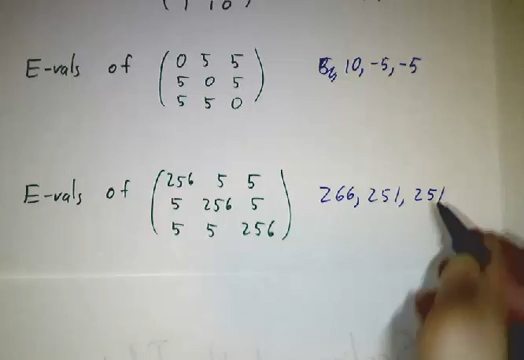 E-vals of (0 5 5 10, -5, -5
5 0 5
5 5 0)
E-vals of (256 5 5 266, 251, 251
5 256 5
5 5 256)